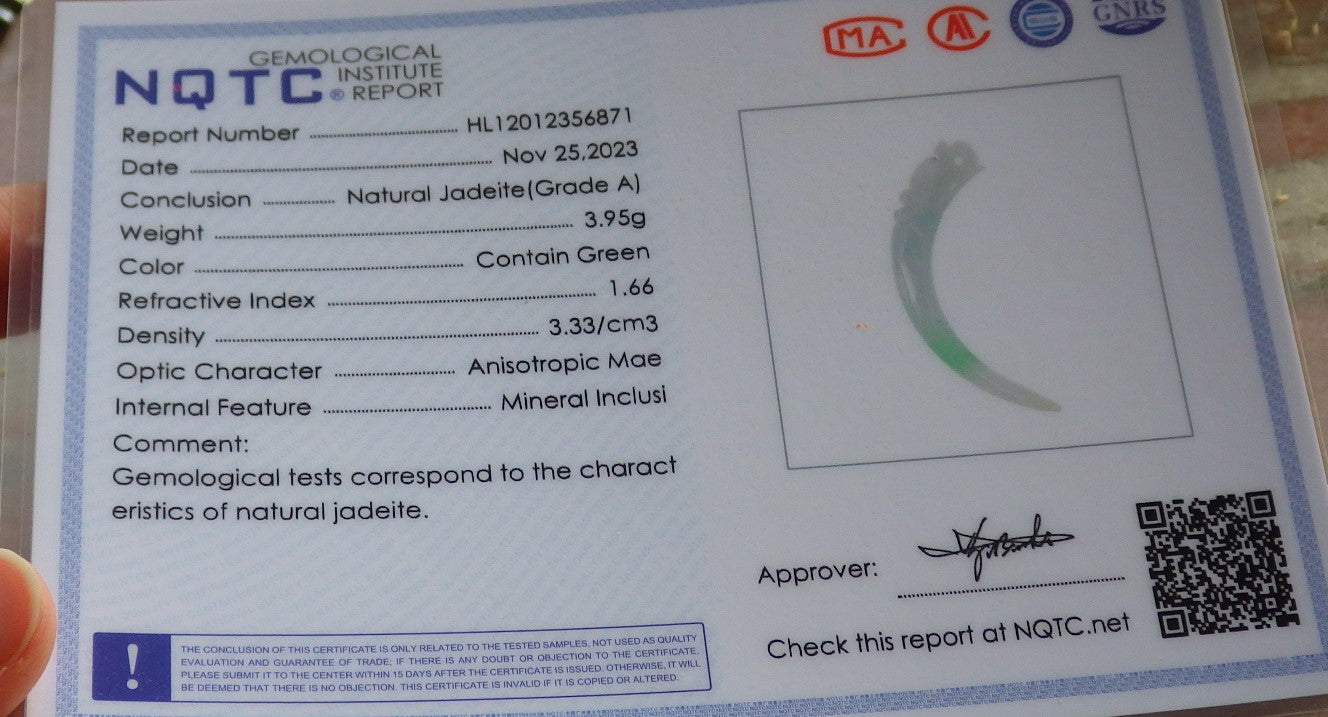 GEMOLOGICAL
NQTC® INSTITUTE
REPORT
MA
GNRS
Report Number HL12012356871
Date Nov 25,2023
Conclusion Natural Jadeite(Grade A)
Weight 3.95g
Color Contain Green
Refractive Index 1.66
Density 3.33/cm3
Optic Character Anisotropic Mae
Internal Feature Mineral Inclusi
Comment:
Gemological tests correspond to the charact
eristics of natural jadeite.
Approver:
Check this report at NQTC.net
!
THE CONCLUSION OF THIS CERTIFICATE IS ONLY RELATED TO THE TESTED SAMPLES, NOT USED AS QUALITY
EVALUATION AND GUARANTEE OF TRADE; IF THERE IS ANY DOUBT OR OBJECTION TO THE CERTIFICATE,
PLEASE SUBMIT IT TO THE CENTER WITHIN 15 DAYS AFTER THE CERTIFICATE IS ISSUED. OTHERWISE, IT WILL
BE DEEMED THAT THERE IS NO OBJECTION. THIS CERTIFICATE IS INVALID IF IT IS COPIED OR ALTERED.